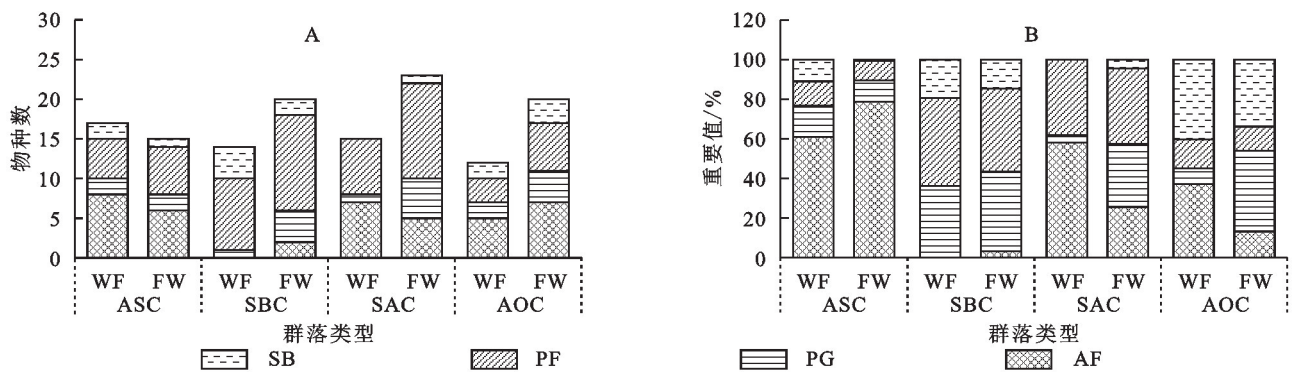 A
30
25
20
15
10
5
0
物种数
WF FW WF FW WF FW WF FW
ASC SBC SAC AOC
群落类型
B
120
100
80
60
40
20
0
重要值/%
WF FW WF FW WF FW WF FW
ASC SBC SAC AOC
群落类型
SB PF PG AF